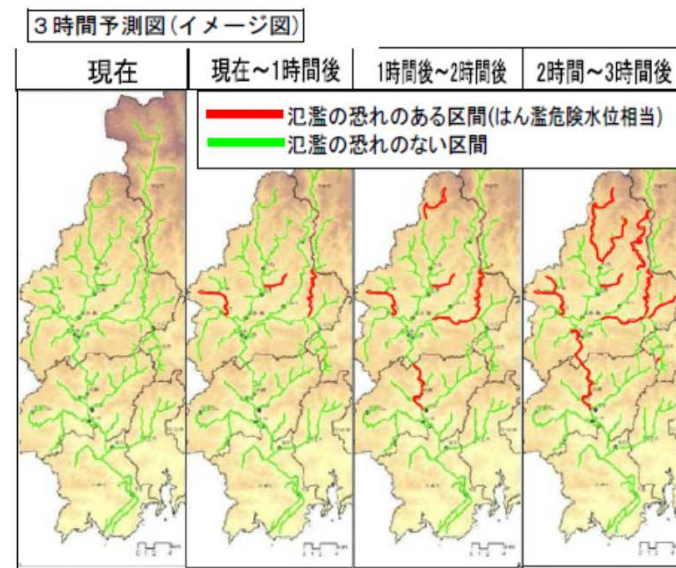 ３時間予測図(イメージ図)
現在
現在～1時間後
1時間後～2時間後
2時間～3時間後
氾濫の恐れのある区間(はん濫危険水位相当)
氾濫の恐れのない区間